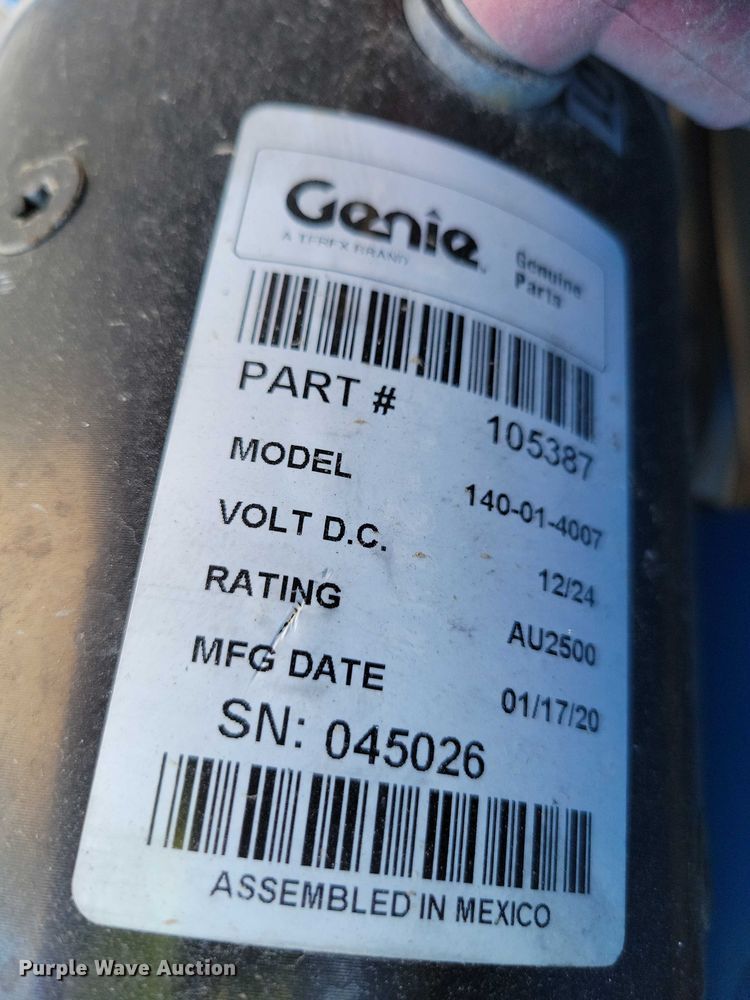 Genie
A TEREX BRAND
Genuine
Parts
PART # 105387
MODEL 140-01-4007
VOLT D.C. 12/24
RATING AU2500
MFG DATE 01/17/20
SN: 045026
ASSEMBLED IN MEXICO
Purple Wave Auction